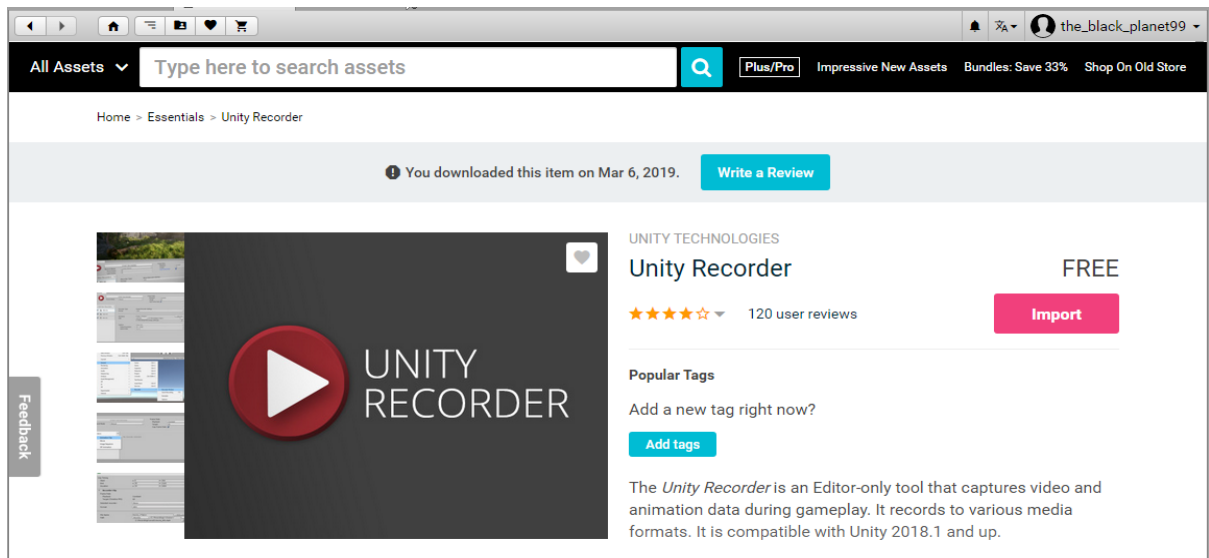 the_black_planet99
All Assets
Type here to search assets
Plus/Pro
Impressive New Assets
Bundles: Save 33%
Shop On Old Store
Home > Essentials > Unity Recorder
You downloaded this item on Mar 6, 2019.
Write a Review
UNITY TECHNOLOGIES
Unity Recorder
FREE
120 user reviews
Import
UNITY
RECORDER
Popular Tags
Add a new tag right now?
Add tags
Feedback
The Unity Recorder is an Editor-only tool that captures video and
animation data during gameplay. It records to various media
formats. It is compatible with Unity 2018.1 and up.